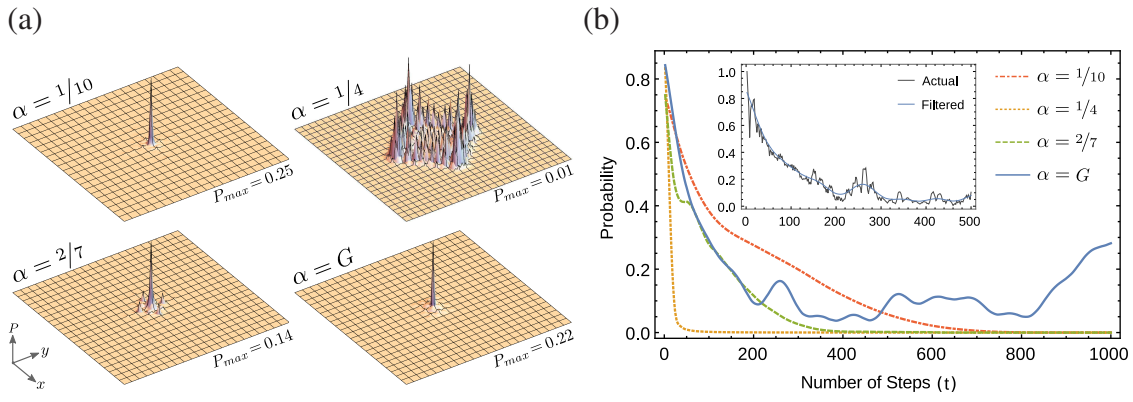 (a)
α = 1/10
P_max = 0.25
α = 1/4
P_max = 0.01
α = 2/7
P_max = 0.14
α = G
P_max = 0.22
P
y
x
(b)
Probability
0.8
0.6
0.4
0.2
0.0
0 200 400 600 800 1000
Number of Steps (t)
1.0
0.8
0.6
0.4
0.2
0.0
0 100 200 300 400 500
Actual
Filtered
α = 1/10
α = 1/4
α = 2/7
α = G